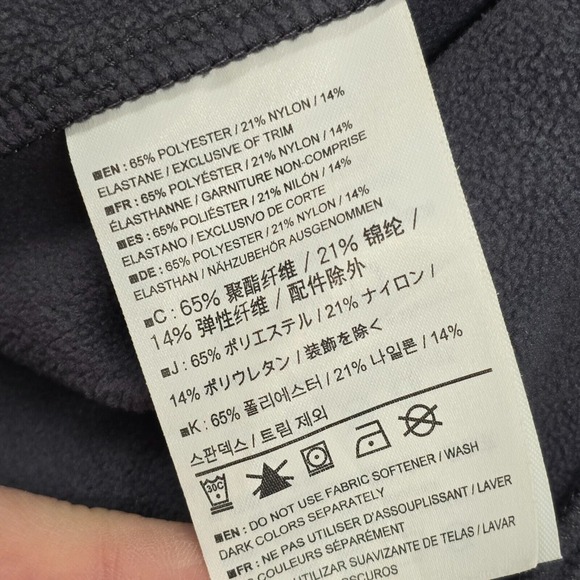 ■EN : 65% POLYESTER / 21% NYLON / 14%
ELASTANE / EXCLUSIVE OF TRIM
■FR : 65% POLYÉSTER / 21% NYLON / 14%
ÉLASTHANNE / GARNITURE NON-COMPRISE
■ES : 65% POLIÉSTER / 21% NILÓN / 14%
ELASTANO / EXCLUSIVO DE CORTE
■DE : 65% POLYESTER / 21% NYLON / 14%
ELASTHAN / NÄHZUBEHÖR AUSGENOMMEN
■C : 65% 聚酯纤维 / 21% 锦纶 /
14% 弹性纤维 / 配件除外
■J : 65% ポリエステル / 21% ナイロン /
14% ポリウレタン / 装飾を除く
■K : 65% 폴리에스터 / 21% 나일론 / 14%
스판덱스 / 트림 제외
30C
■EN : DO NOT USE FABRIC SOFTENER / WASH
DARK COLORS SEPARATELY
■FR : NE PAS UTILISER D'ASSOUPLISSANT / LAVER
COULEURS SÉPARÉMENT
UTILIZAR SUAVIZANTE DE TELAS / LAVAR